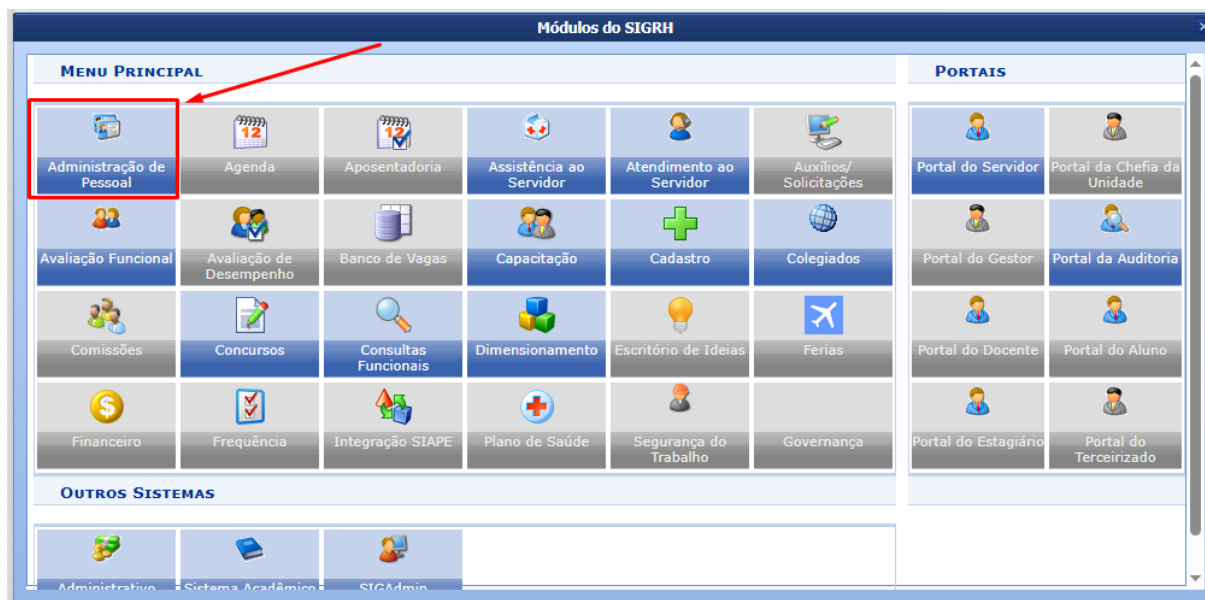 Módulos do SIGRH
MENU PRINCIPAL
PORTAIS
Administração de
Pessoal
12
Agenda
12
Aposentadoria
Assistência ao
Servidor
Atendimento ao
Servidor
Auxílios/
Solicitações
Portal do Servidor
Portal da Chefia da
Unidade
Avaliação Funcional
Avaliação de
Desempenho
Banco de Vagas
Capacitação
Cadastro
Colegiados
Portal do Gestor
Portal da Auditoria
Comissões
Concursos
Consultas
Funcionais
Dimensionamento
Escritório de Ideias
Ferias
Portal do Docente
Portal do Aluno
Financeiro
Frequência
Integração SIAPE
Plano de Saúde
Segurança do
Trabalho
Governança
Portal do Estagiário
Portal do
Terceirizado
OUTROS SISTEMAS
Administrativo
Sistema Acadêmico
SIGAdmin